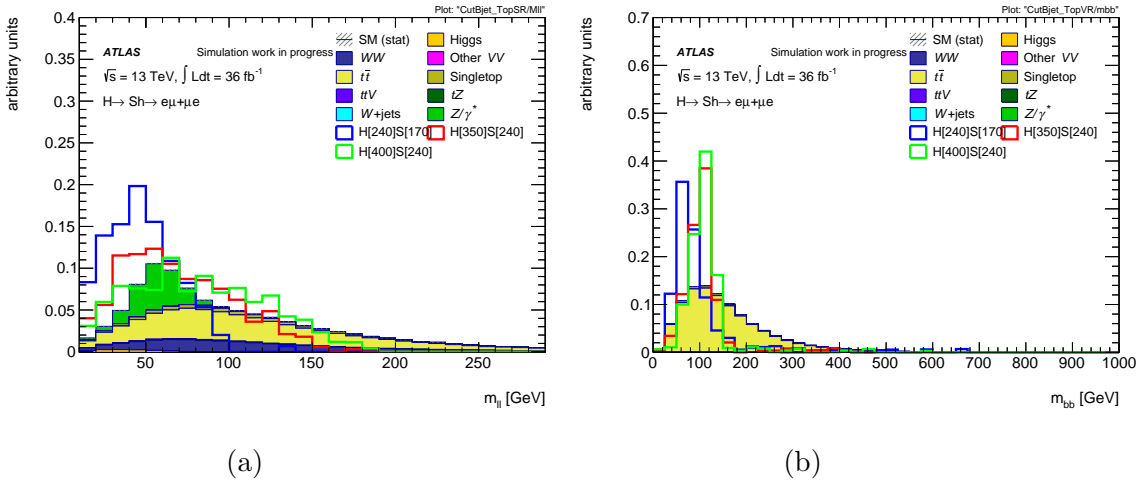 Plot: "CutBjet_TopSR/Mll"
arbitrary units
ATLAS Simulation work in progress
√s = 13 TeV, ∫ Ldt = 36 fb⁻¹
H→ Sh→ eμ+μe
SM (stat) Higgs
WW Other VV
tt̄ Singletop
ttV tZ
W+jets Z/γ*
H[240]S[170] H[350]S[240]
H[400]S[240]
0.4
0.35
0.3
0.25
0.2
0.15
0.1
0.05
0
50 100 150 200 250
m_ll [GeV]
(a)
Plot: "CutBjet_TopVR/mbb"
arbitrary units
ATLAS Simulation work in progress
√s = 13 TeV, ∫ Ldt = 36 fb⁻¹
H→ Sh→ eμ+μe
SM (stat) Higgs
WW Other VV
tt̄ Singletop
ttV tZ
W+jets Z/γ*
H[240]S[170] H[350]S[240]
H[400]S[240]
0.7
0.6
0.5
0.4
0.3
0.2
0.1
0
0 100 200 300 400 500 600 700 800 900 1000
m_bb [GeV]
(b)